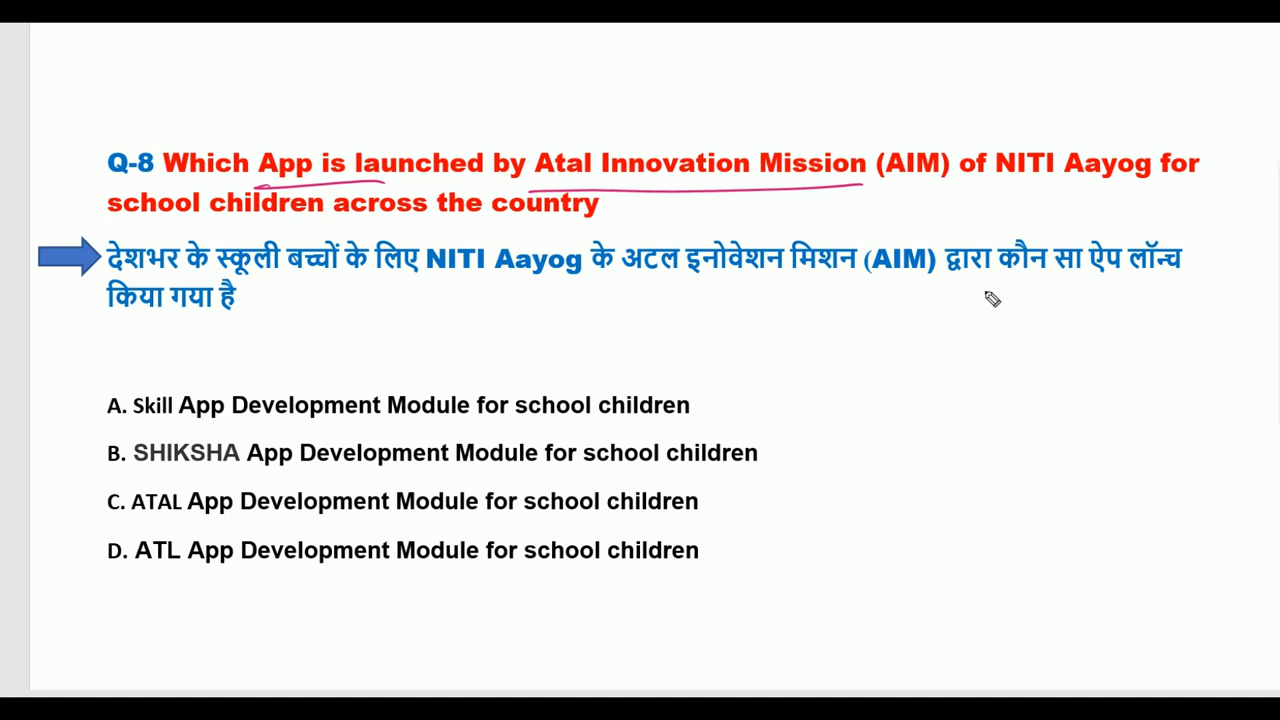 Q-8 Which App is launched by Atal Innovation Mission (AIM) of NITI Aayog for
school children across the country
देशभर के स्कूली बच्चों के लिए NITI Aayog के अटल इनोवेशन मिशन (AIM) द्वारा कौन सा ऐप लॉन्च
किया गया है
A. Skill App Development Module for school children
B. SHIKSHA App Development Module for school children
C. ATAL App Development Module for school children
D. ATL App Development Module for school children